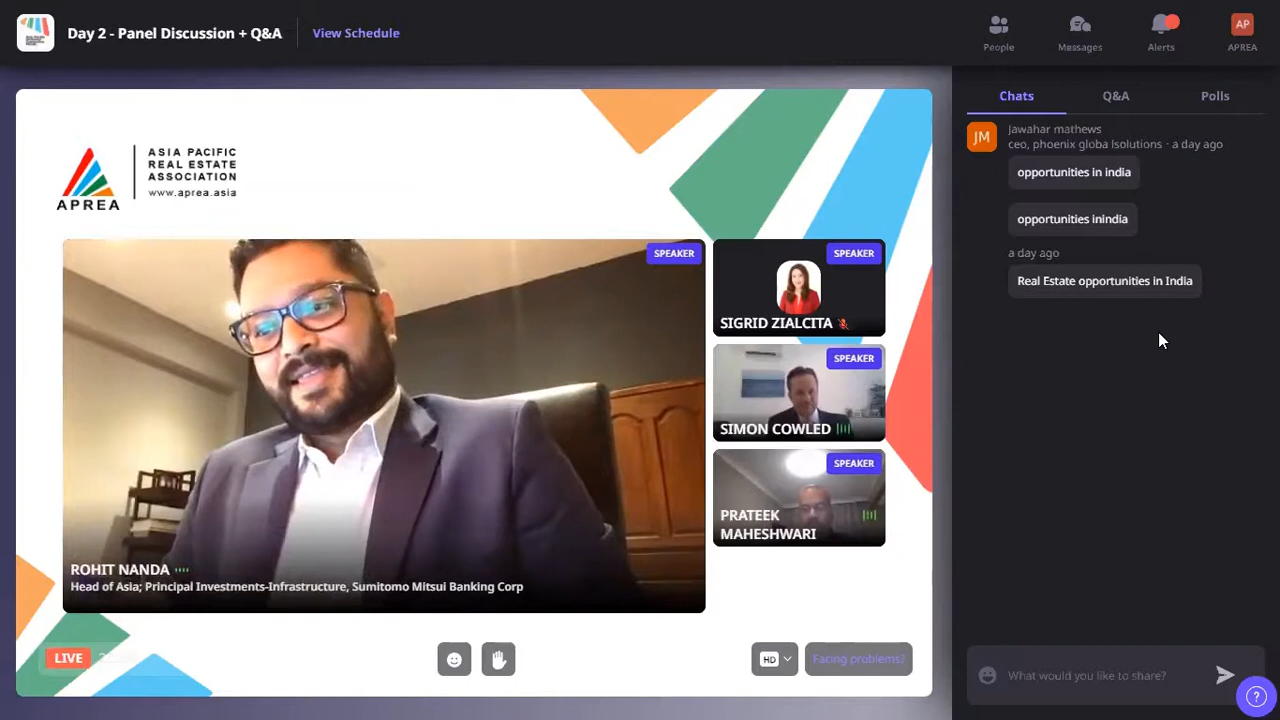 Day 2 - Panel Discussion + Q&A
View Schedule
People
Messages
Alerts
AP
APREA
ASIA PACIFIC
REAL ESTATE
ASSOCIATION
www.aprea.asia
APREA
SPEAKER
ROHIT NANDA
Head of Asia; Principal Investments-Infrastructure, Sumitomo Mitsui Banking Corp
SPEAKER
SIGRID ZIALCITA
SPEAKER
SIMON COWLED
SPEAKER
PRATEEK
MAHESHWARI
LIVE
HD
Facing problems?
Chats
Q&A
Polls
JM
jawahar mathews
ceo, phoenix globa lsolutions · a day ago
opportunities in india
opportunities inindia
a day ago
Real Estate opportunities in India
What would you like to share?
?